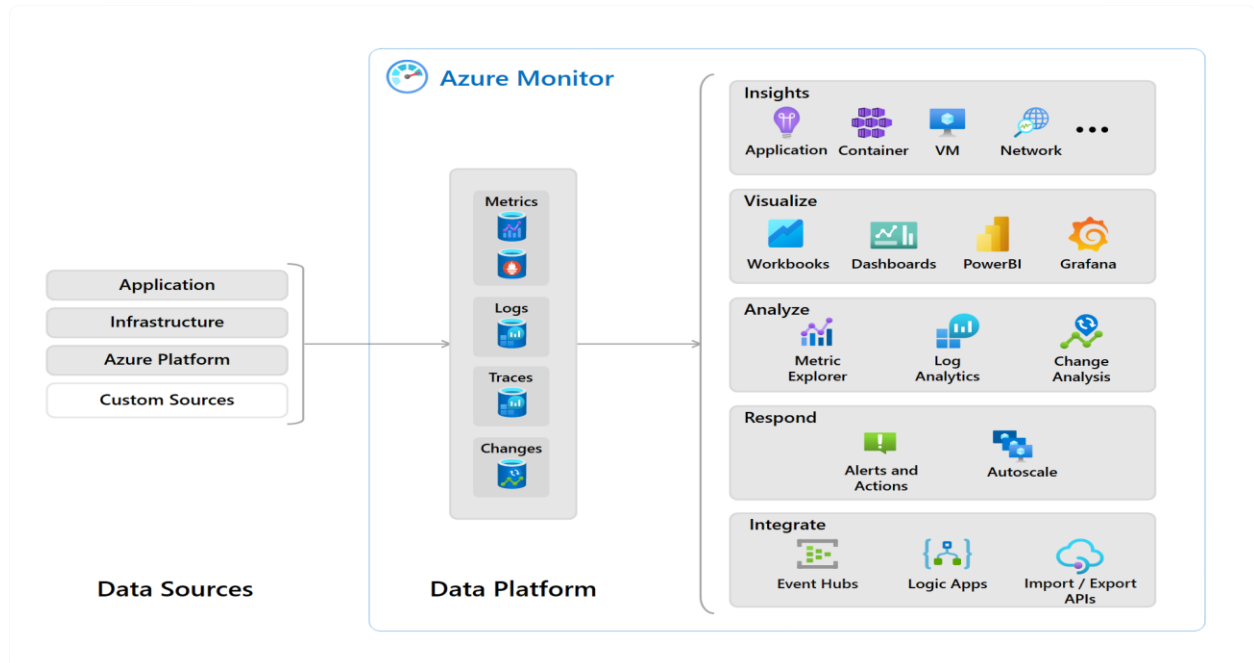 Azure Monitor
Application
Infrastructure
Azure Platform
Custom Sources
Data Sources
Metrics
Logs
Traces
Changes
Data Platform
Insights
Application
Container
VM
Network
...
Visualize
Workbooks
Dashboards
PowerBI
Grafana
Analyze
Metric
Explorer
Log
Analytics
Change
Analysis
Respond
Alerts and
Actions
Autoscale
Integrate
Event Hubs
Logic Apps
Import / Export
APIs